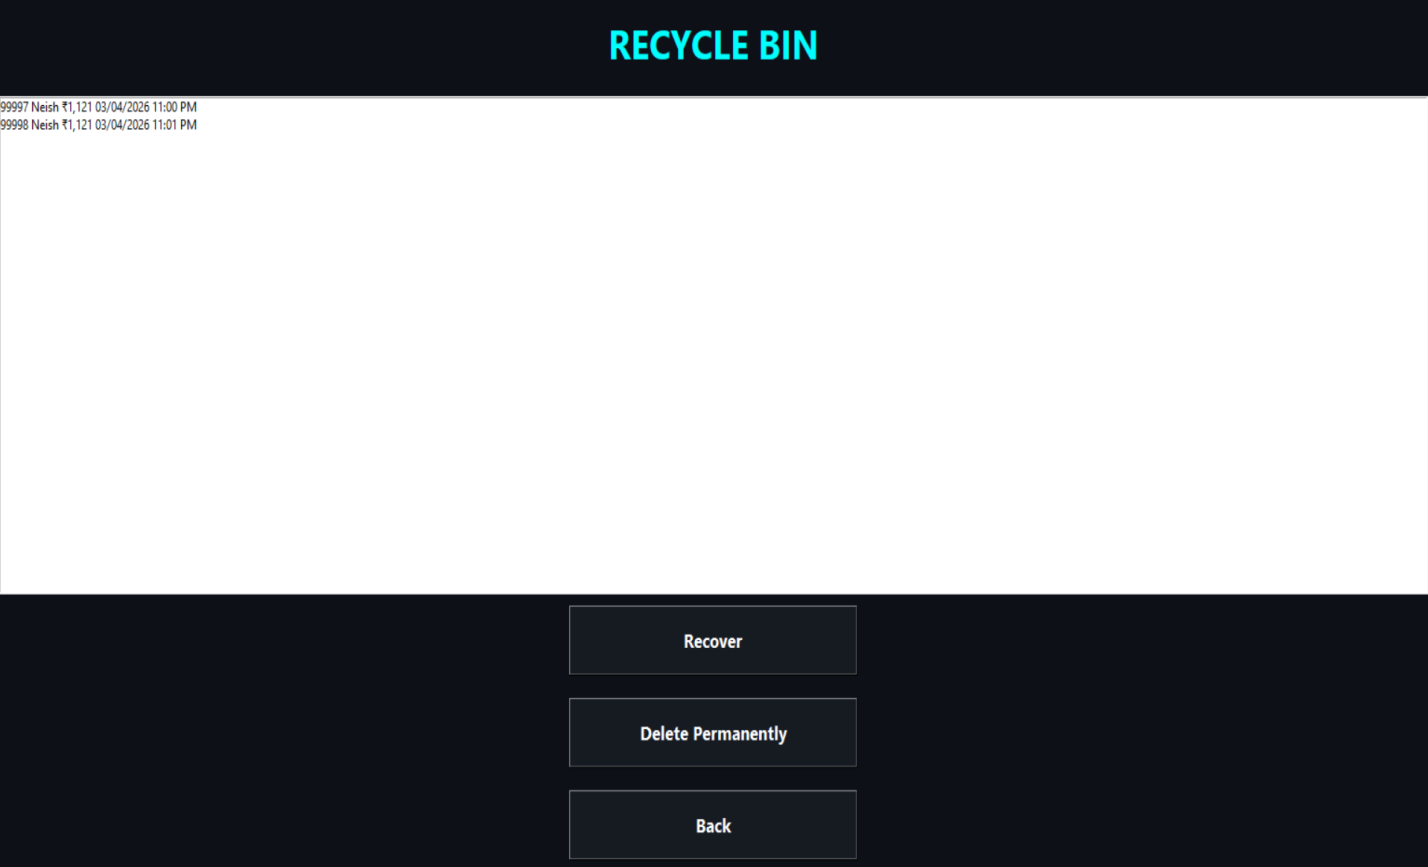 RECYCLE BIN
99997 Neish ₹1,121 03/04/2026 11:00 PM
99998 Neish ₹1,121 03/04/2026 11:01 PM
Recover
Delete Permanently
Back